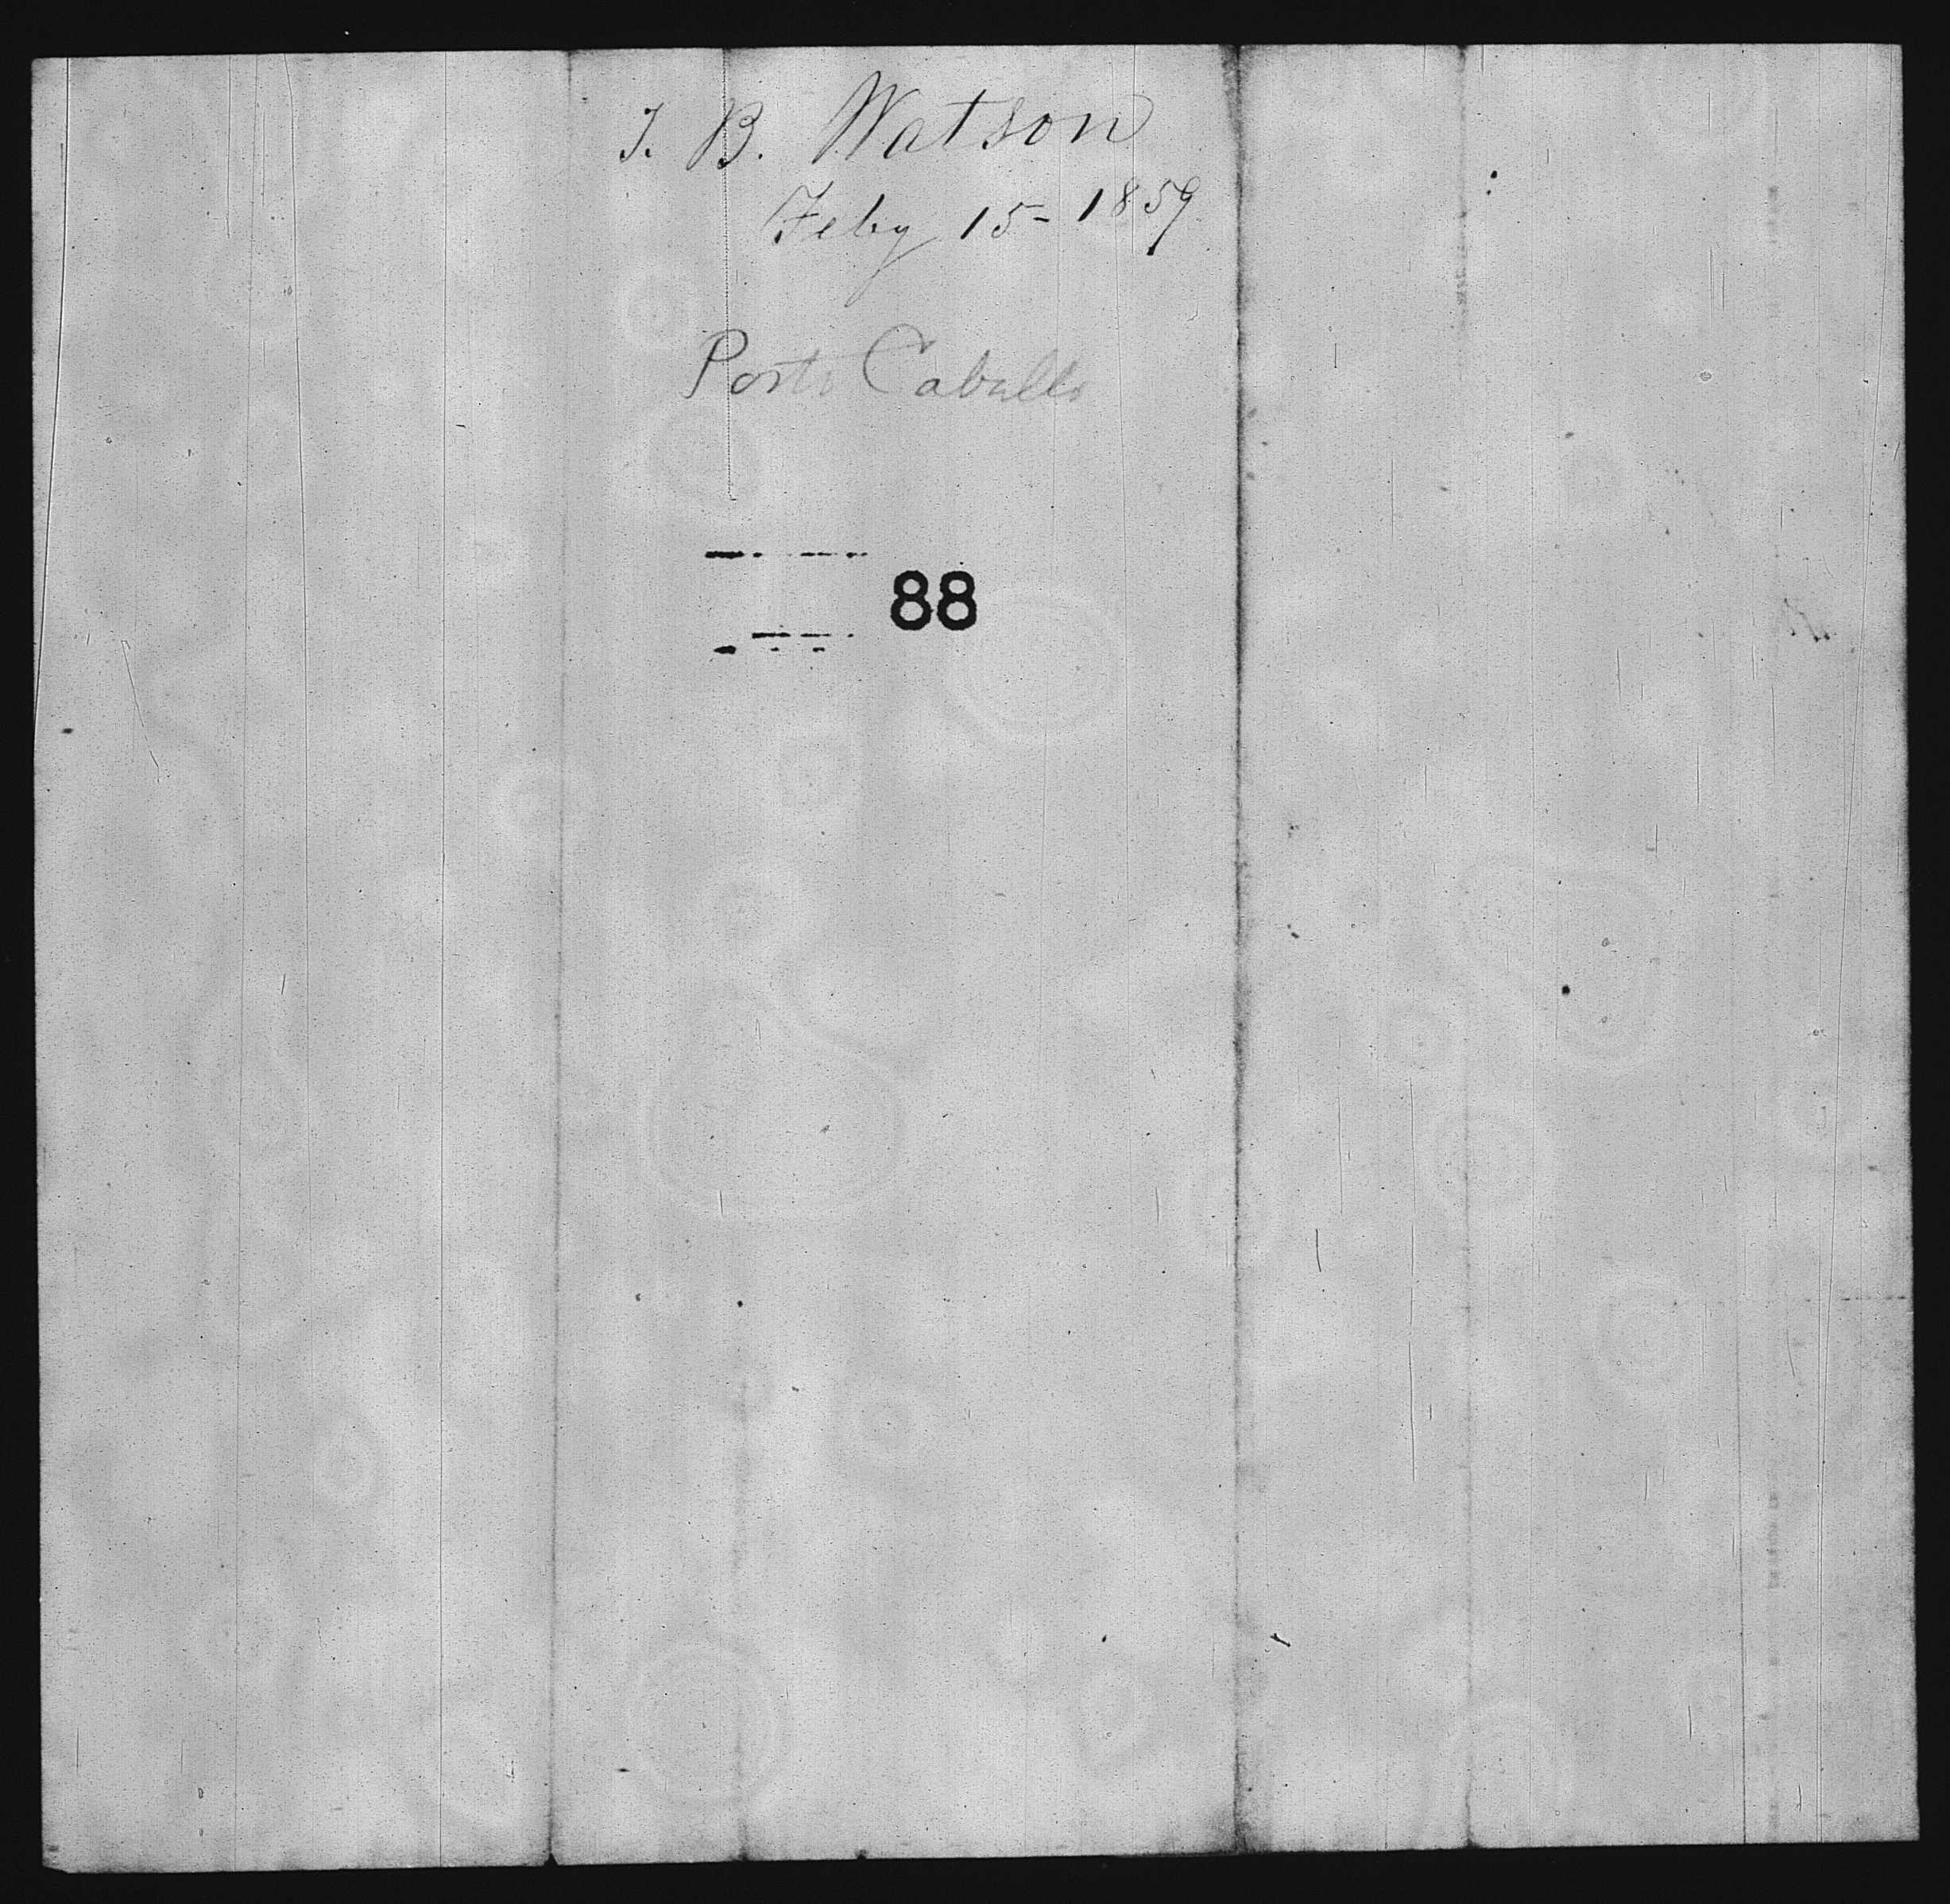 J. B. Watson
Feby 15 - 1859
Porto Cabello
88